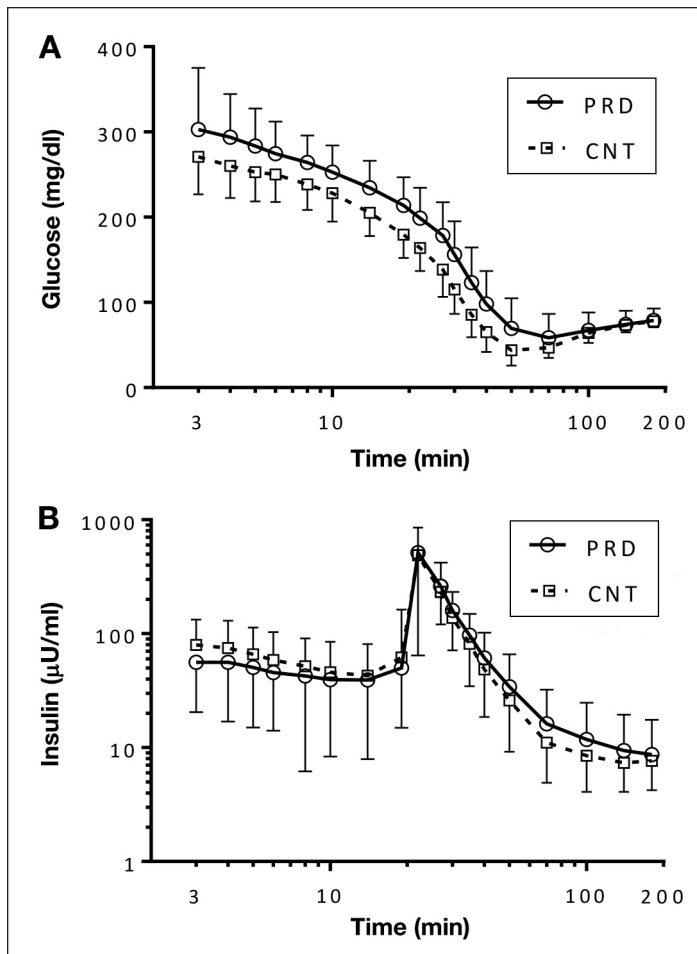 A
400
300
200
100
0
Glucose (mg/dl)
PRD
CNT
3
10
100
200
Time (min)
B
1000
100
10
1
Insulin (µU/ml)
PRD
CNT
3
10
100
200
Time (min)